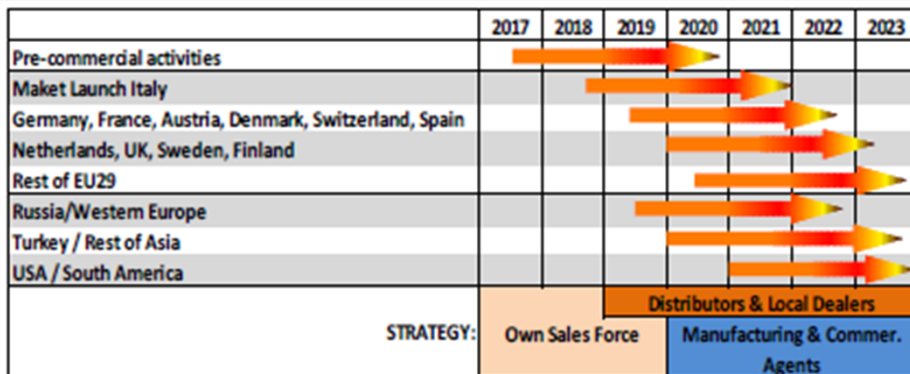 2017 2018 2019 2020 2021 2022 2023
Pre-commercial activities
Maket Launch Italy
Germany, France, Austria, Denmark, Switzerland, Spain
Netherlands, UK, Sweden, Finland
Rest of EU29
Russia/Western Europe
Turkey / Rest of Asia
USA / South America
Distributors & Local Dealers
STRATEGY: Own Sales Force Manufacturing & Commer.
Agents